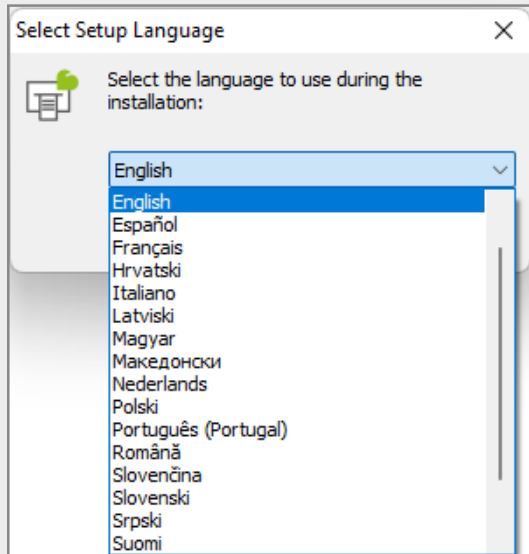 Select Setup Language
Select the language to use during the
installation:
English
English
Español
Français
Hrvatski
Italiano
Latviski
Magyar
Македонски
Nederlands
Polski
Português (Portugal)
Română
Slovenčina
Slovenski
Srpski
Suomi